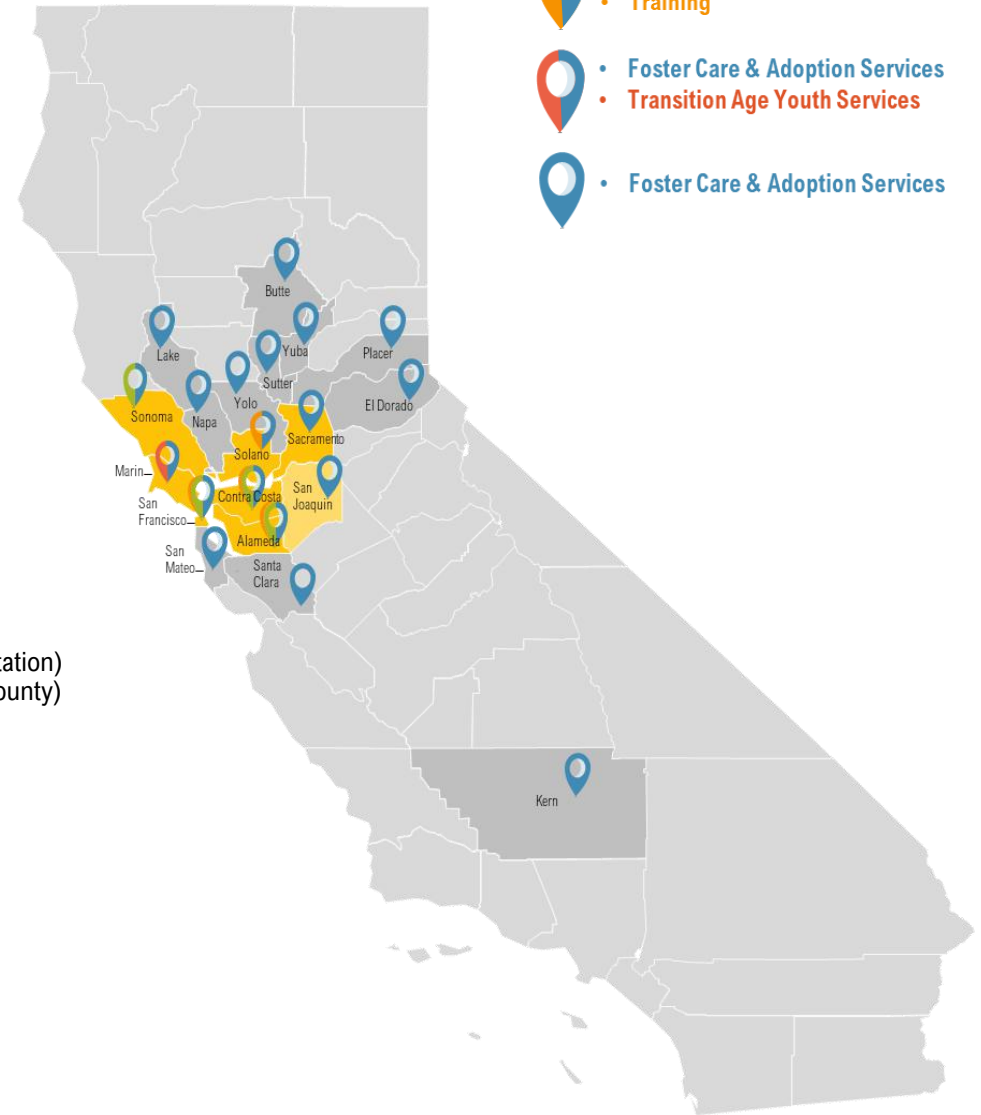 • Training
• Foster Care & Adoption Services
• Transition Age Youth Services
• Foster Care & Adoption Services
Butte
Lake
Yuba
Placer
Sutter
El Dorado
Yolo
Napa
Sonoma
Sacramento
Solano
Marin
San
Francisco
Contra Costa
San
Joaquin
Alameda
San
Mateo
Santa
Clara
tation)
ounty)
Kern